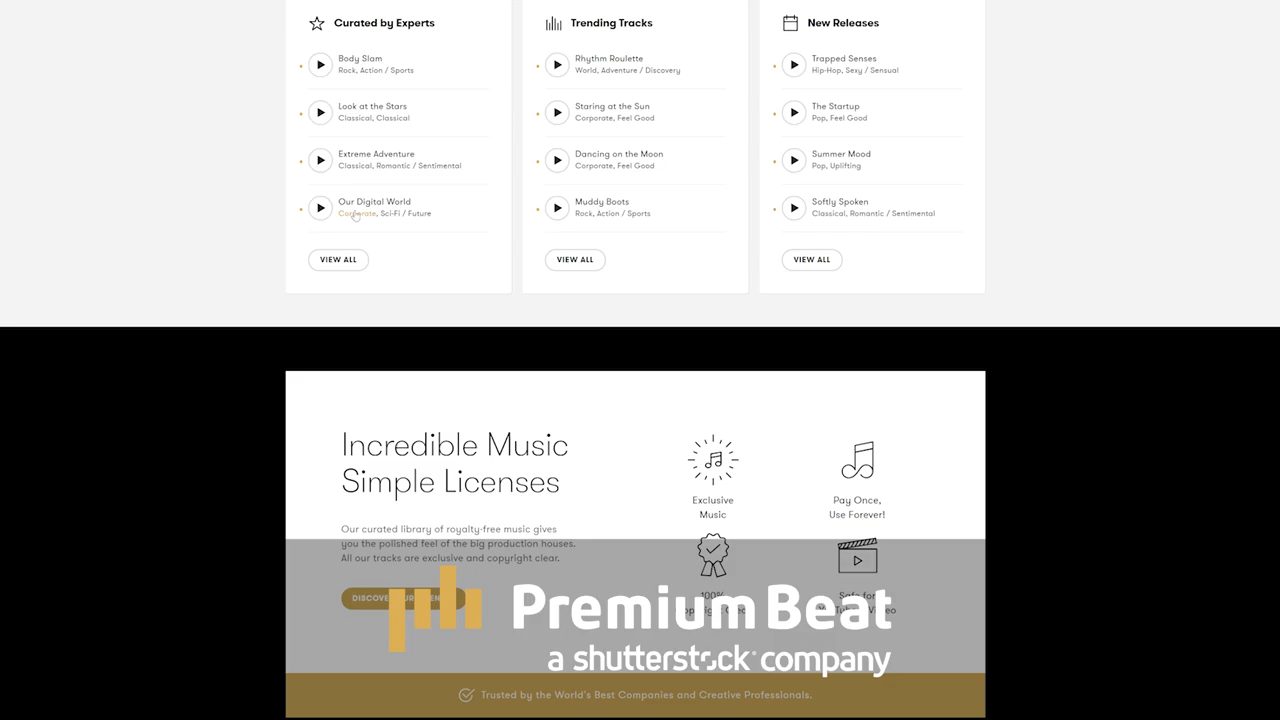 Curated by Experts
Body Slam
Rock, Action / Sports
Look at the Stars
Classical, Classical
Extreme Adventure
Classical, Romantic / Sentimental
Our Digital World
Corporate, Sci-Fi / Future
VIEW ALL
Trending Tracks
Rhythm Roulette
World, Adventure / Discovery
Staring at the Sun
Corporate, Feel Good
Dancing on the Moon
Corporate, Feel Good
Muddy Boots
Rock, Action / Sports
VIEW ALL
New Releases
Trapped Senses
Hip-Hop, Sexy / Sensual
The Startup
Pop, Feel Good
Summer Mood
Pop, Uplifting
Softly Spoken
Classical, Romantic / Sentimental
VIEW ALL
Incredible Music
Simple Licenses
Our curated library of royalty-free music gives
you the polished feel of the big production houses.
All our tracks are exclusive and copyright clear.
Exclusive
Music
Pay Once,
Use Forever!
100%
Safe for
PremiumBeat
a shutterstock company
Trusted by the World's Best Companies and Creative Professionals.